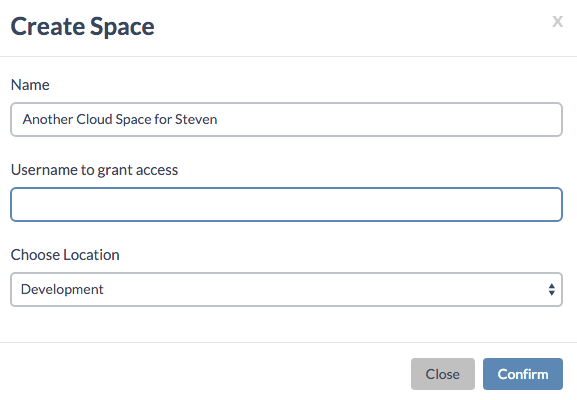 Create Space
x
Name
Another Cloud Space for Steven
Username to grant access
Choose Location
Development
Close
Confirm